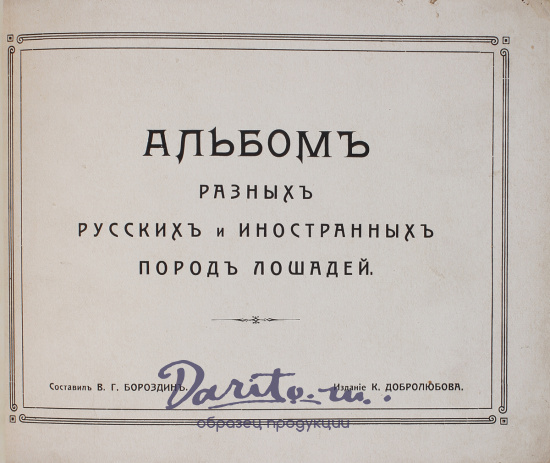 АЛЬБОМЪ
РАЗНЫХЪ
РУССКИХЪ и ИНОСТРАННЫХЪ
ПОРОДЪ ЛОШАДЕЙ.
Составилъ В. Г. БОРОЗДИНЪ. Изданіе К. ДОБРОЛЮБОВА.
Darito.ru
образец продукции